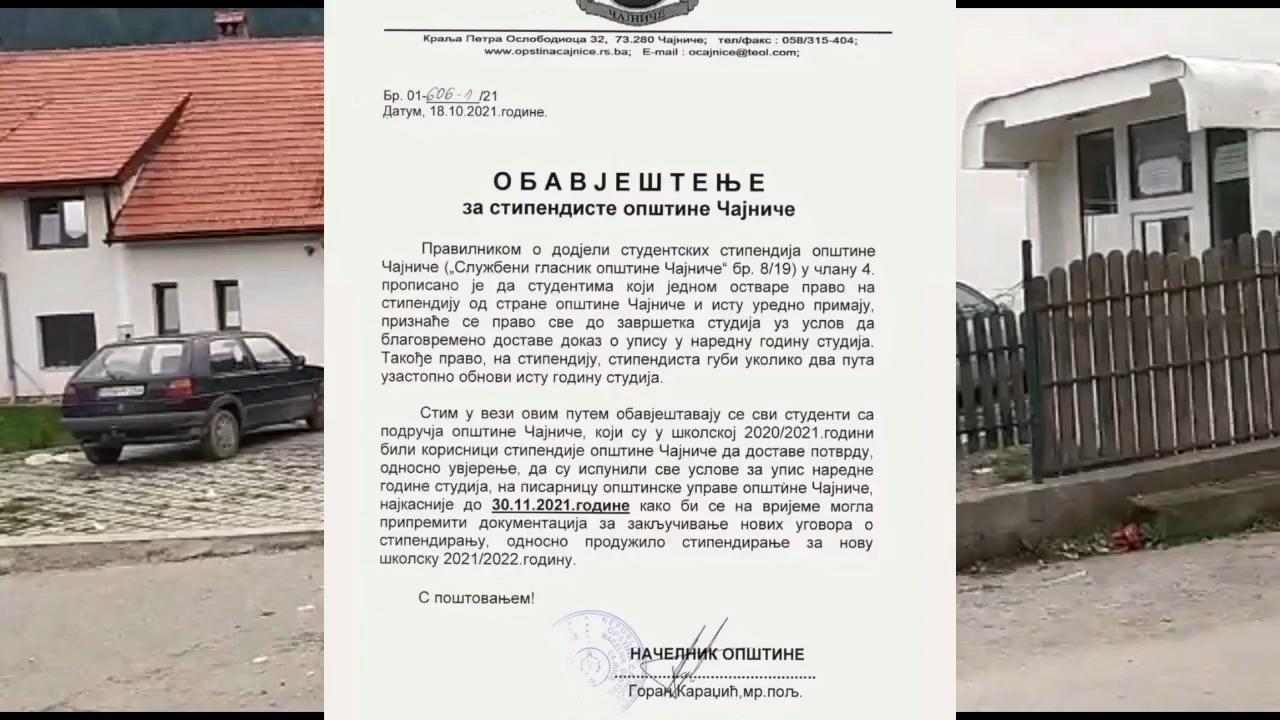 ЧАЈНИЧЕ
Краља Петра Ослободиоца 32, 73.280 Чајниче; тел/факс : 058/315-404;
www.opstinacajnice.rs.ba; E-mail : ocajnice@teol.com;
Бр. 01-606-1/21
Датум, 18.10.2021.године.
ОБАВЈЕШТЕЊЕ
за стипендисте општине Чајниче
Правилником о додјели студентских стипендија општине
Чајниче („Службени гласник општине Чајниче“ бр. 8/19) у члану 4.
прописано је да студентима који једном остваре право на
стипендију од стране општине Чајниче и исту уредно примају,
признаће се право све до завршетка студија уз услов да
благовремено доставе доказ о упису у наредну годину студија.
Такође право, на стипендију, стипендиста губи уколико два пута
узастопно обнови исту годину студија.
Стим у вези овим путем обавјештавају се сви студенти са
подручја општине Чајниче, који су у школској 2020/2021.години
били корисници стипендије општине Чајниче да доставе потврду,
односно увјерење, да су испунили све услове за упис наредне
године студија, на писарницу општинске управе општине Чајниче,
најкасније до 30.11.2021.године како би се на вријеме могла
припремити документација за закључивање нових уговора о
стипендирању, односно продужило стипендирање за нову
школску 2021/2022.годину.
С поштовањем!
НАЧЕЛНИК ОПШТИНЕ
Горан Караџић,мр.пољ.